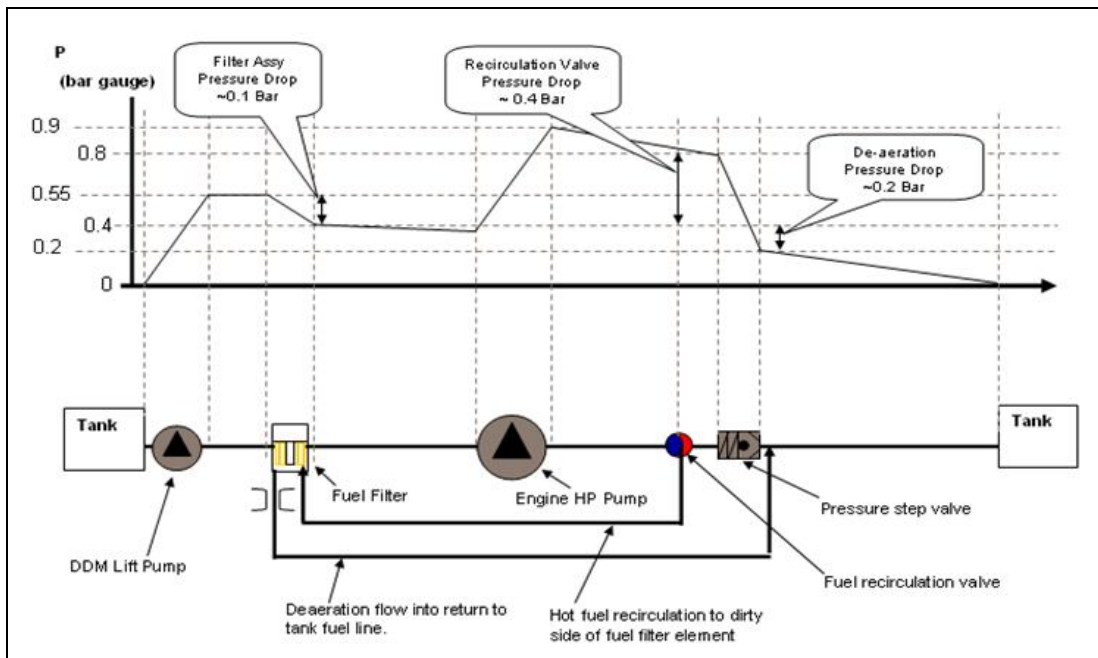 P
(bar gauge)
Filter Assy
Pressure Drop
~0.1 Bar
Recirculation Valve
Pressure Drop
~ 0.4 Bar
De-aeration
Pressure Drop
~0.2 Bar
0.9
0.8
0.55
0.4
0.2
0
Tank
Tank
Fuel Filter
Engine HP Pump
Pressure step valve
DDM Lift Pump
Fuel recirculation valve
Deaeration flow into return to
tank fuel line.
Hot fuel recirculation to dirty
side of fuel filter element